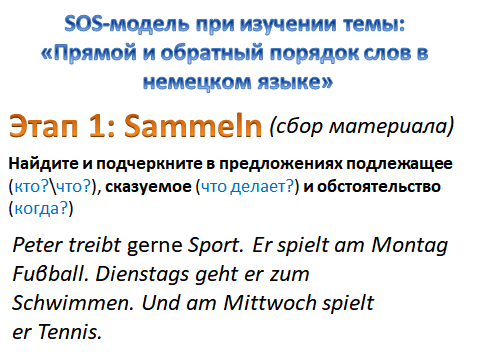 SOS-модель при изучении темы:
«Прямой и обратный порядок слов в
немецком языке»
Этап 1: Sammeln (сбор материала)
Найдите и подчеркните в предложениях подлежащее
(кто?\что?), сказуемое (что делает?) и обстоятельство
(когда?)
Peter treibt gerne Sport. Er spielt am Montag
Fußball. Dienstags geht er zum
Schwimmen. Und am Mittwoch spielt
er Tennis.